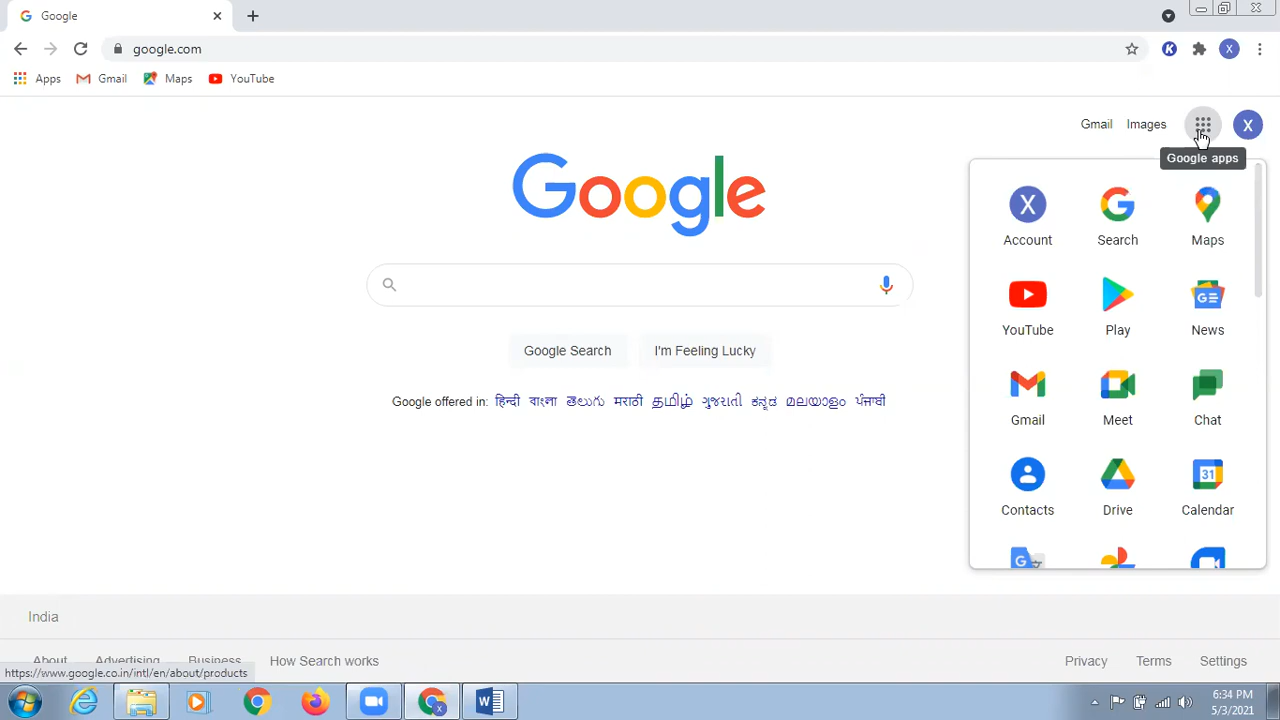 Google
google.com
Apps Gmail Maps YouTube
X
Gmail Images X
Google apps
Google
X
Account Search Maps
GE
YouTube Play News
Gmail Meet Chat
31
Contacts Drive Calendar
G
Google Search I'm Feeling Lucky
Google offered in: हिन्दी বাংলা తెలుగు मराठी தமிழ் ગુજરાતી ಕನ್ನಡ മലയാളം ਪੰਜਾਬੀ
India
About Advertising Business How Search works Privacy Terms Settings
https://www.google.co.in/intl/en/about/products
6:34 PM
5/3/2021